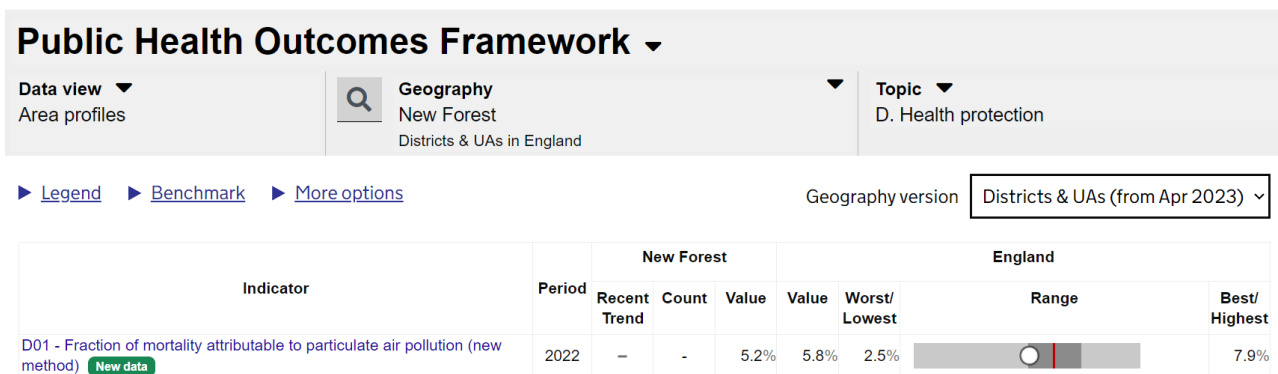 Public Health Outcomes Framework
Data view
Area profiles
Geography
New Forest
Districts & UAs in England
Topic
D. Health protection
Legend Benchmark More options
Geography version Districts & UAs (from Apr 2023)
Indicator Period New Forest England
Recent Trend Count Value Value Worst/ Lowest Range Best/ Highest
D01 - Fraction of mortality attributable to particulate air pollution (new
method) New data
2022 – - 5.2% 5.8% 2.5% 7.9%